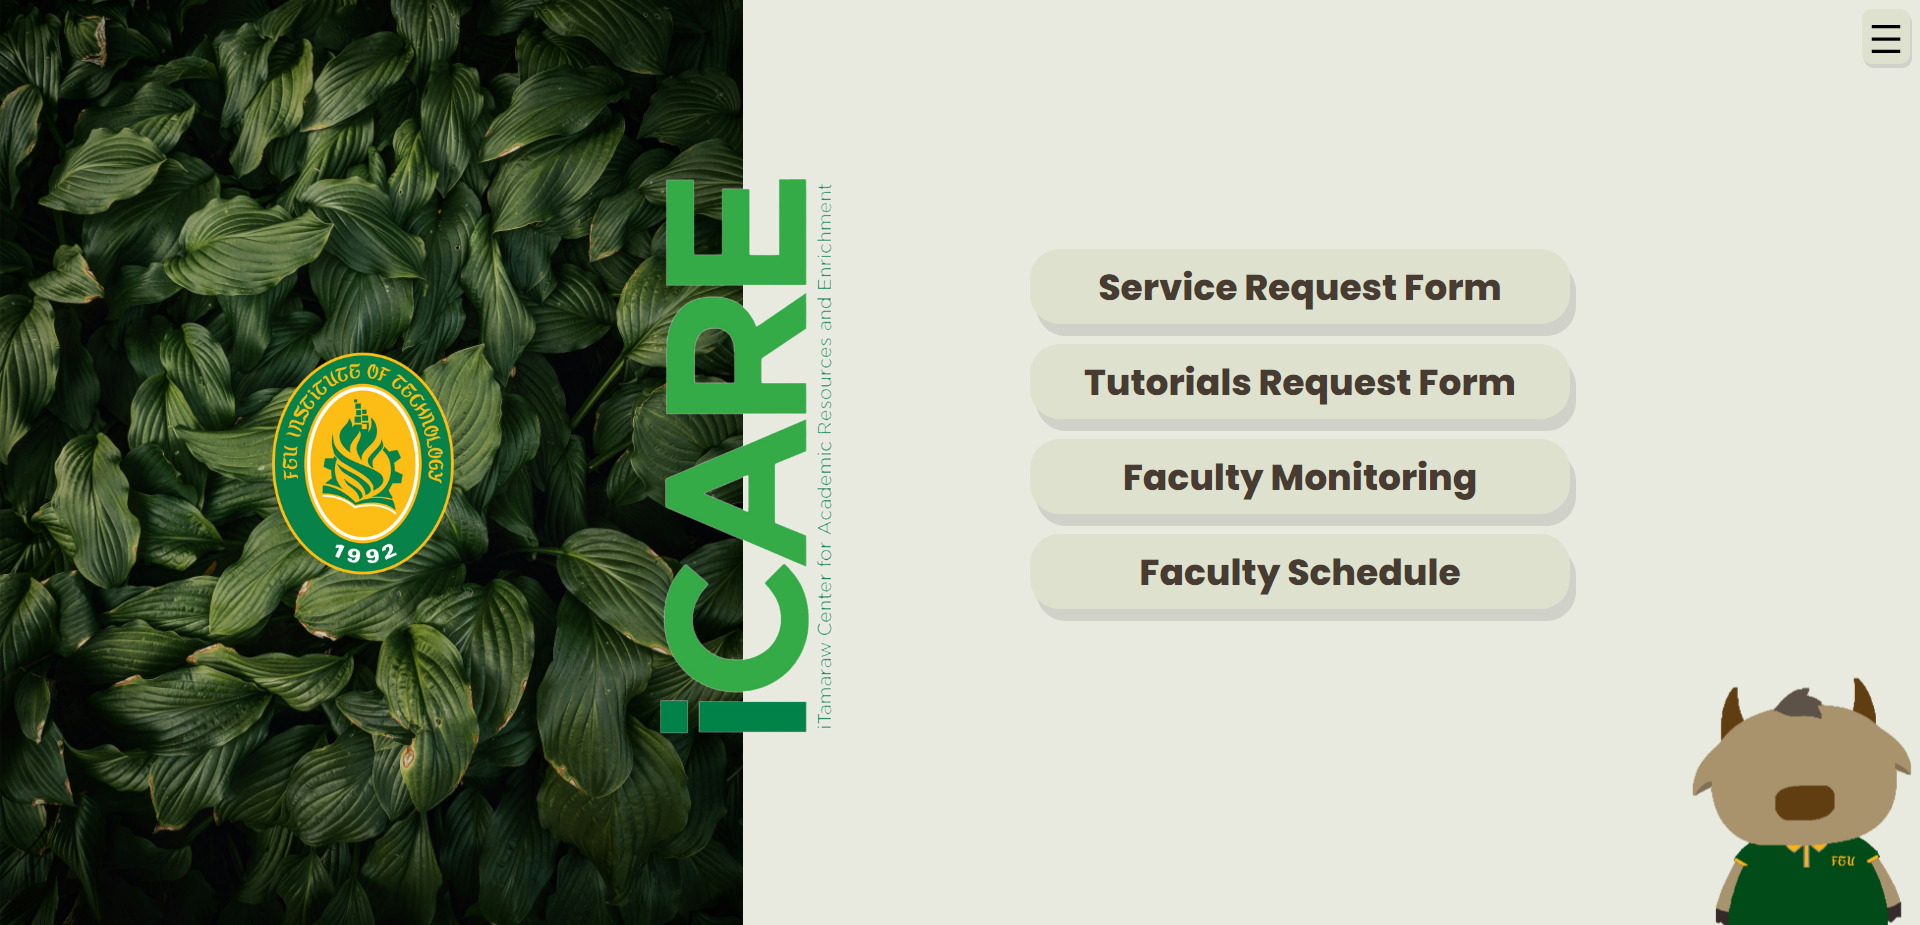 FEU INSTITUTE OF TECHNOLOGY
1992
iCARE
iTamaraw Center for Academic Resources and Enrichment
Service Request Form
Tutorials Request Form
Faculty Monitoring
Faculty Schedule
FEU